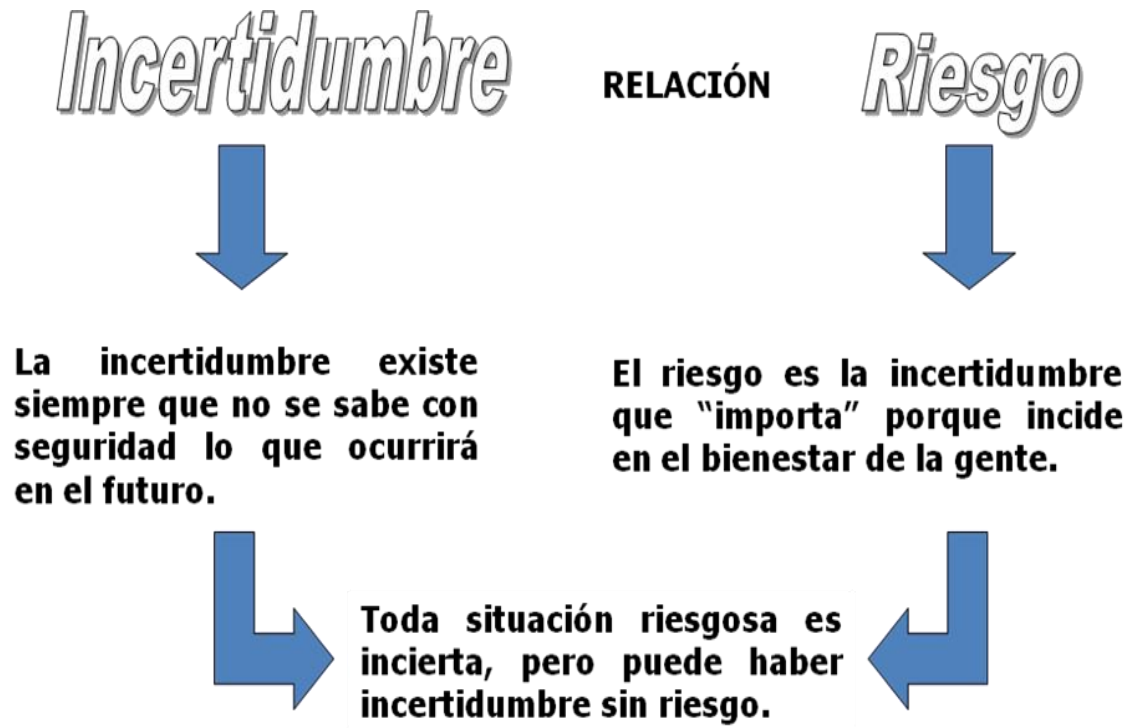 Incertidumbre
RELACIÓN
Riesgo
La incertidumbre existe
siempre que no se sabe con
seguridad lo que ocurrirá
en el futuro.
El riesgo es la incertidumbre
que “importa” porque incide
en el bienestar de la gente.
Toda situación riesgosa es
incierta, pero puede haber
incertidumbre sin riesgo.